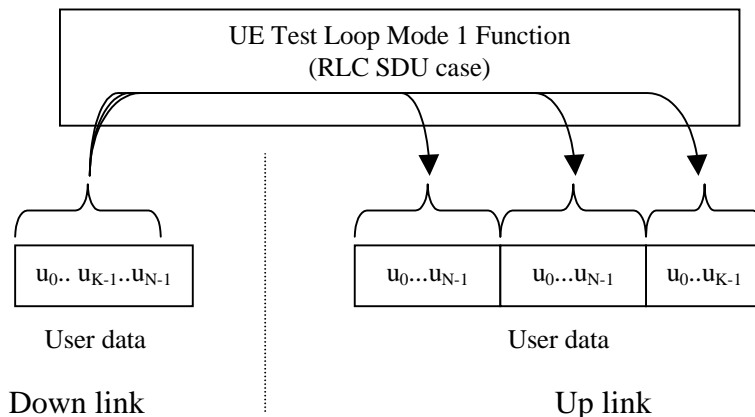 UE Test Loop Mode 1 Function
(RLC SDU case)
u0.. uK-1..uN-1
u0...uN-1
u0...uN-1
u0..uK-1
User data
User data
Down link
Up link